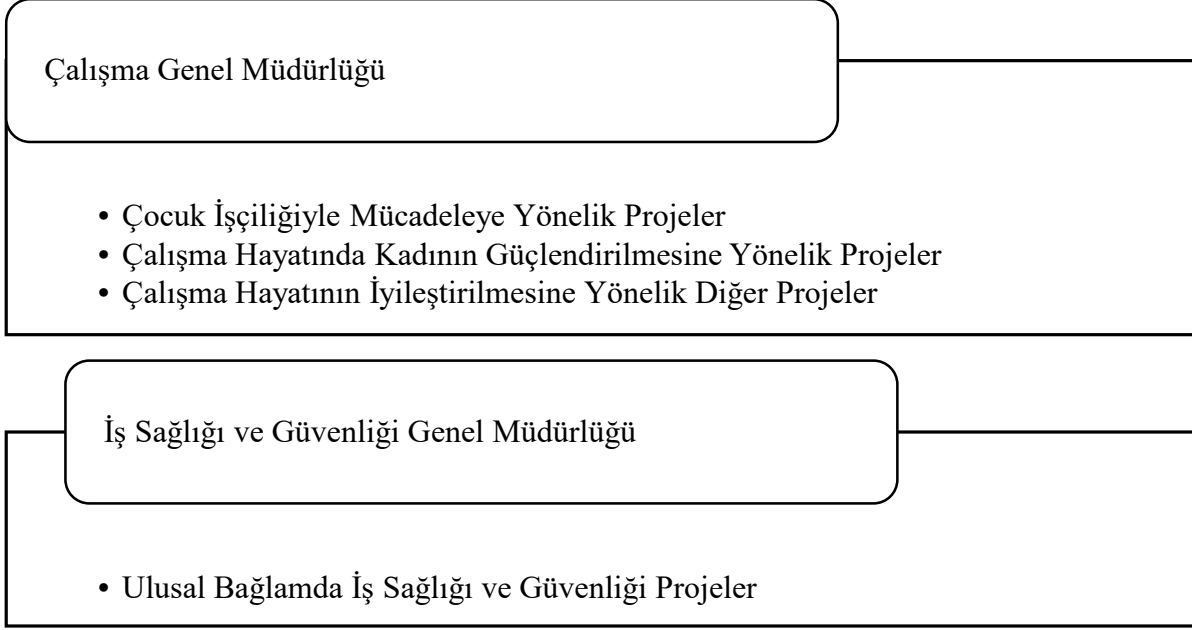 Çalışma Genel Müdürlüğü
• Çocuk İşçiliğiyle Mücadeleye Yönelik Projeler
• Çalışma Hayatında Kadının Güçlendirilmesine Yönelik Projeler
• Çalışma Hayatının İyileştirilmesine Yönelik Diğer Projeler
İş Sağlığı ve Güvenliği Genel Müdürlüğü
• Ulusal Bağlamda İş Sağlığı ve Güvenliği Projeler